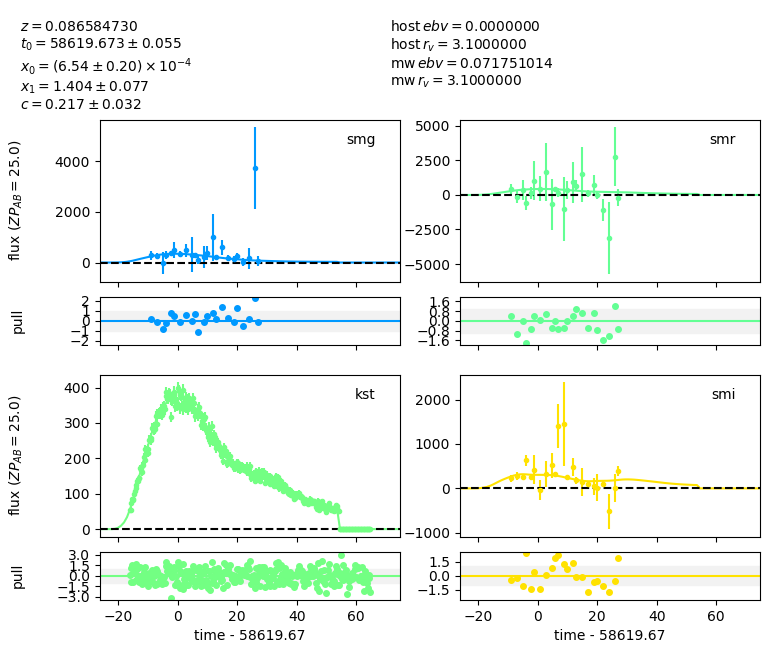 z = 0.086584730
t₀ = 58619.673 ± 0.055
x₀ = (6.54 ± 0.20) × 10⁻⁴
x₁ = 1.404 ± 0.077
c = 0.217 ± 0.032
host ebv = 0.0000000
host r_v = 3.1000000
mw ebv = 0.071751014
mw r_v = 3.1000000
flux (ZP_AB = 25.0)
4000
2000
0
smg
5000
2500
0
−2500
−5000
smr
pull
2
1
0
−1
−2
1.6
0.8
0.0
−0.8
−1.6
flux (ZP_AB = 25.0)
400
300
200
100
0
kst
2000
1000
0
−1000
smi
pull
3.0
1.5
0.0
−1.5
−3.0
1.5
0.0
−1.5
−20 0 20 40 60
time - 58619.67
−20 0 20 40 60
time - 58619.67